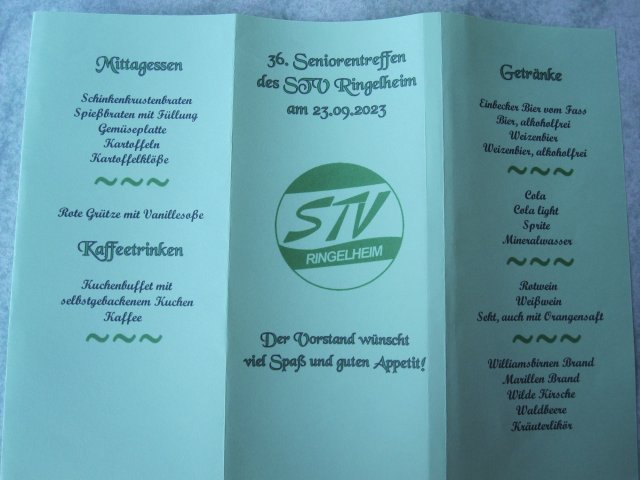 Mittagessen
Schinkenkrustenbraten
Spießbraten mit Füllung
Gemüseplatte
Kartoffeln
Kartoffelklöße
~~~
Rote Grütze mit Vanillesoße
Kaffeetrinken
Kuchenbuffet mit
selbstgebackenem Kuchen
Kaffee
~~~
36. Seniorentreffen
des STV Ringelheim
am 23.09.2023
STV
RINGELHEIM
Der Vorstand wünscht
viel Spaß und guten Appetit!
Getränke
Einbecker Bier vom Fass
Bier, alkoholfrei
Weizenbier
Weizenbier, alkoholfrei
~~~
Cola
Cola light
Sprite
Mineralwasser
~~~
Rotwein
Weißwein
Sekt, auch mit Orangensaft
~~~
Williamsbirnen Brand
Marillen Brand
Wilde Kirsche
Waldbeere
Kräuterlikör